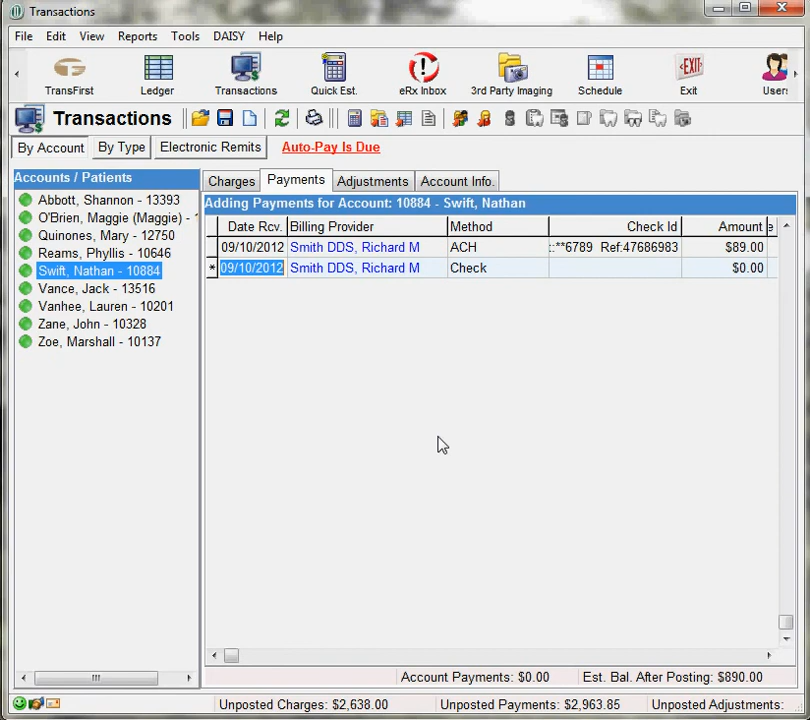 Transactions
File Edit View Reports Tools DAISY Help
TransFirst Ledger Transactions Quick Est. eRx Inbox 3rd Party Imaging Schedule EXIT Exit Users
Transactions
By Account By Type Electronic Remits Auto-Pay Is Due
Accounts / Patients
Abbott, Shannon - 13393
O'Brien, Maggie (Maggie) -
Quinones, Mary - 12750
Reams, Phyllis - 10646
Swift, Nathan - 10884
Vance, Jack - 13516
Vanhee, Lauren - 10201
Zane, John - 10328
Zoe, Marshall - 10137
Charges Payments Adjustments Account Info.
Adding Payments for Account: 10884 - Swift, Nathan
Date Rcv. Billing Provider Method Check Id Amount
09/10/2012 Smith DDS, Richard M ACH ::**6789 Ref:47686983 $89.00
* 09/10/2012 Smith DDS, Richard M Check $0.00
Account Payments: $0.00 Est. Bal. After Posting: $890.00
Unposted Charges: $2,638.00 Unposted Payments: $2,963.85 Unposted Adjustments: